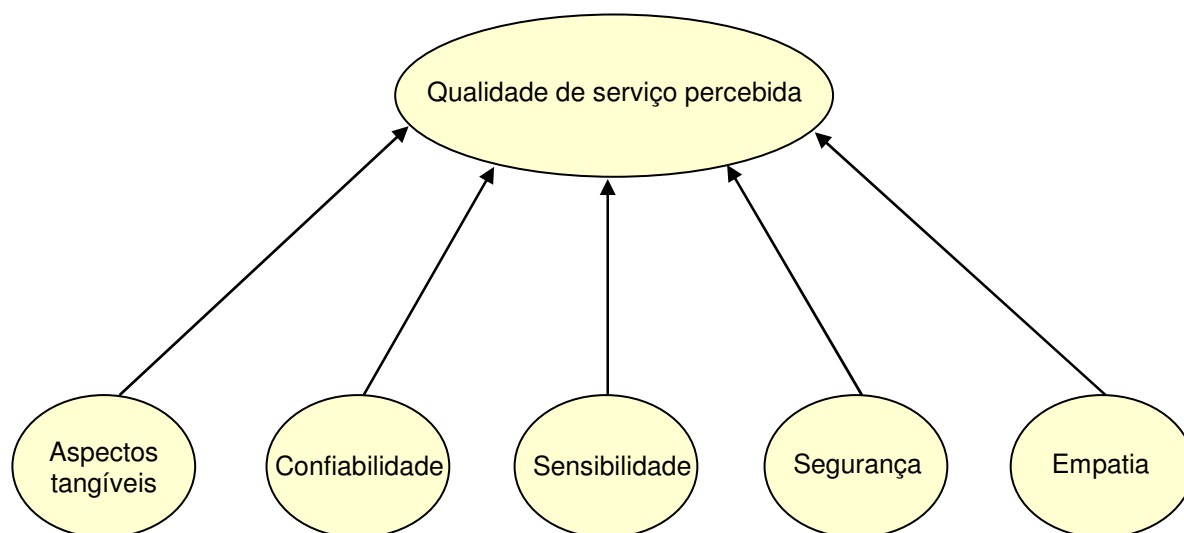 Qualidade de serviço percebida
Aspectos
tangíveis
Confiabilidade
Sensibilidade
Segurança
Empatia